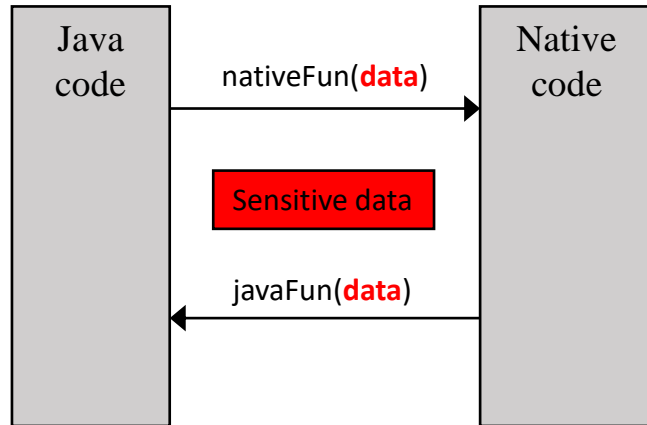 Java
code
nativeFun(data)
Native
code
Sensitive data
javaFun(data)